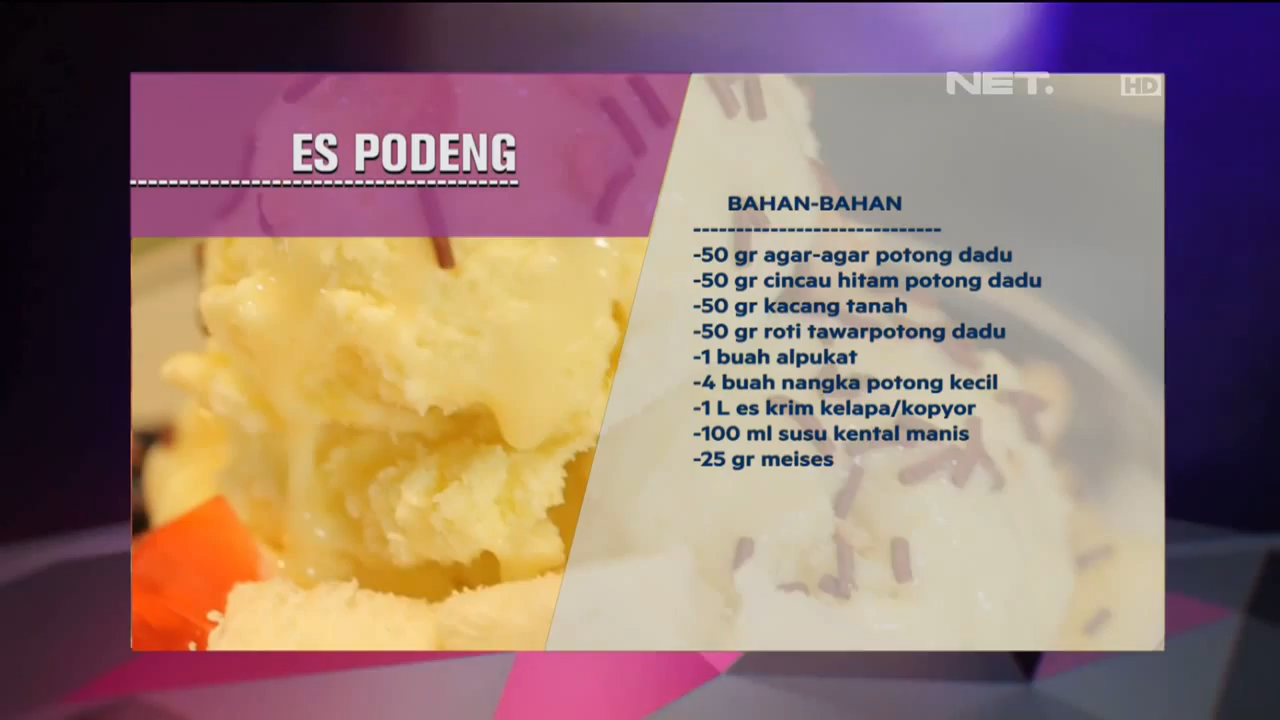 NET.
HD
ES PODENG
BAHAN-BAHAN
----------------------------
-50 gr agar-agar potong dadu
-50 gr cincau hitam potong dadu
-50 gr kacang tanah
-50 gr roti tawarpotong dadu
-1 buah alpukat
-4 buah nangka potong kecil
-1 L es krim kelapa/kopyor
-100 ml susu kental manis
-25 gr meises